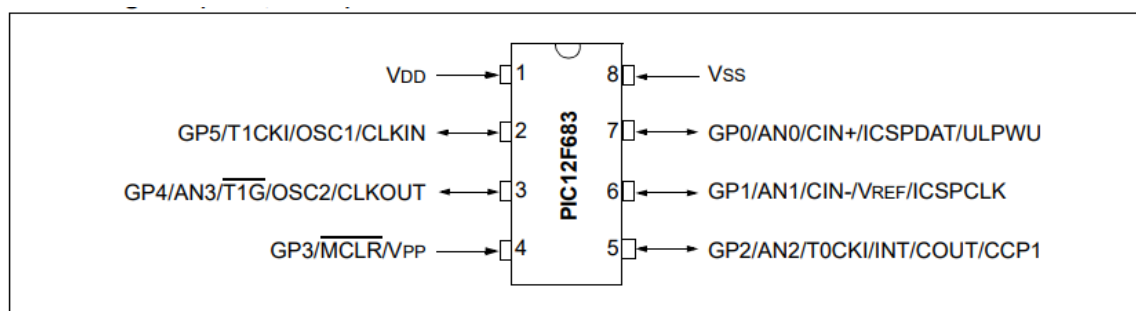 VDD 1 8 VSS
GP5/T1CKI/OSC1/CLKIN 2 7 GP0/AN0/CIN+/ICSPDAT/ULPWU
GP4/AN3/T1G/OSC2/CLKOUT 3 6 GP1/AN1/CIN-/VREF/ICSPCLK
GP3/MCLR/VPP 4 5 GP2/AN2/T0CKI/INT/COUT/CCP1
PIC12F683